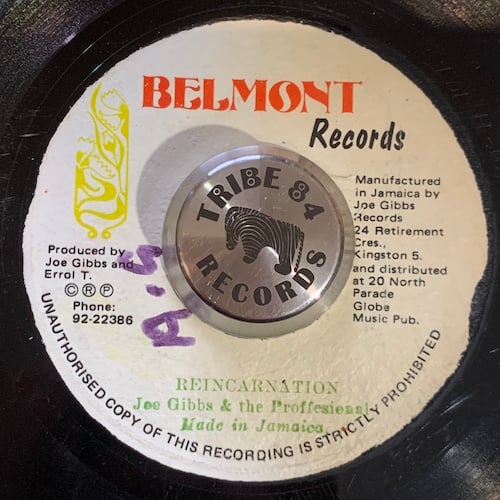 BELMONT
Records
Manufactured
in Jamaica by
Joe Gibbs
Records
24 Retirement
Cres.,
Kingston 5.
and distributed
at 20 North
Parade
Globe
Music Pub.
Produced by
Joe Gibbs and
Errol T.
Ⓒ Ⓡ Ⓟ
Phone:
92-22386
A.S
TRIBE 84
RECORDS
REINCARNATION
Joe Gibbs & the Proffesional
Made in Jamaica
UNAUTHORISED COPY OF THIS RECORDING IS STRICTLY PROHIBITED